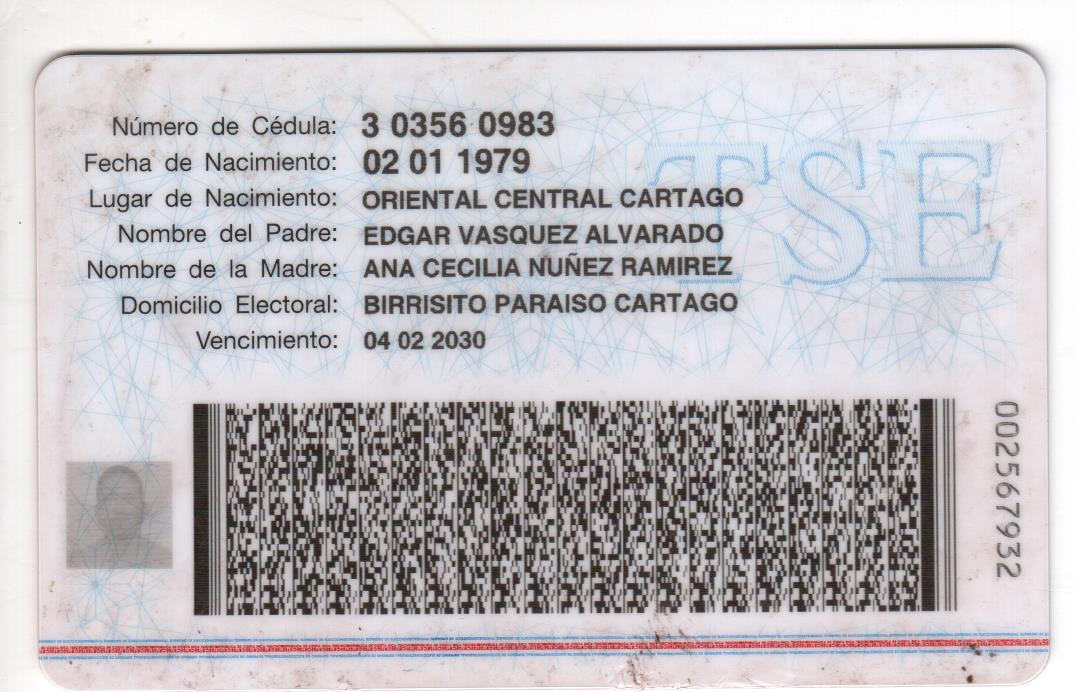 Número de Cédula: 3 0356 0983
Fecha de Nacimiento: 02 01 1979
Lugar de Nacimiento: ORIENTAL CENTRAL CARTAGO
Nombre del Padre: EDGAR VASQUEZ ALVARADO
Nombre de la Madre: ANA CECILIA NUÑEZ RAMIREZ
Domicilio Electoral: BIRRISITO PARAISO CARTAGO
Vencimiento: 04 02 2030
TSE
002567932